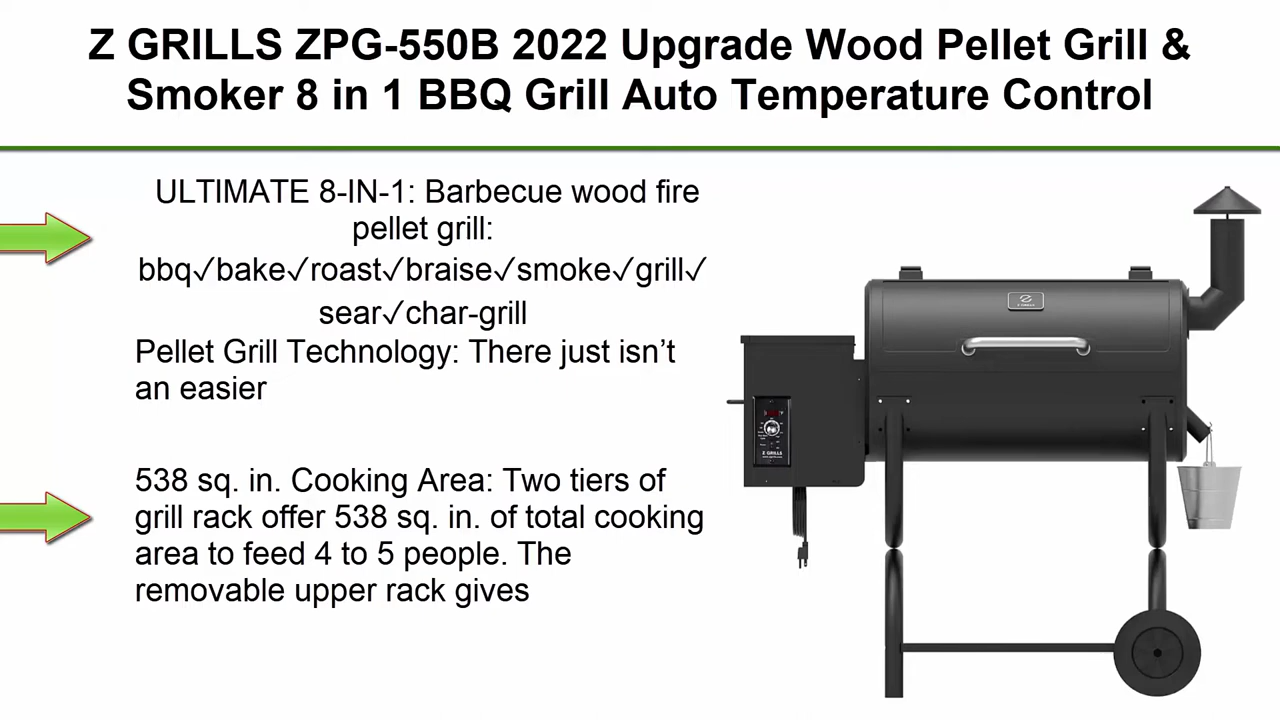 Z GRILLS ZPG-550B 2022 Upgrade Wood Pellet Grill &
Smoker 8 in 1 BBQ Grill Auto Temperature Control
ULTIMATE 8-IN-1: Barbecue wood fire
pellet grill:
bbq✓bake✓roast✓braise✓smoke✓grill✓
sear✓char-grill
Pellet Grill Technology: There just isn’t
an easier
538 sq. in. Cooking Area: Two tiers of
grill rack offer 538 sq. in. of total cooking
area to feed 4 to 5 people. The
removable upper rack gives
Z GRILLS
Z GRILLS